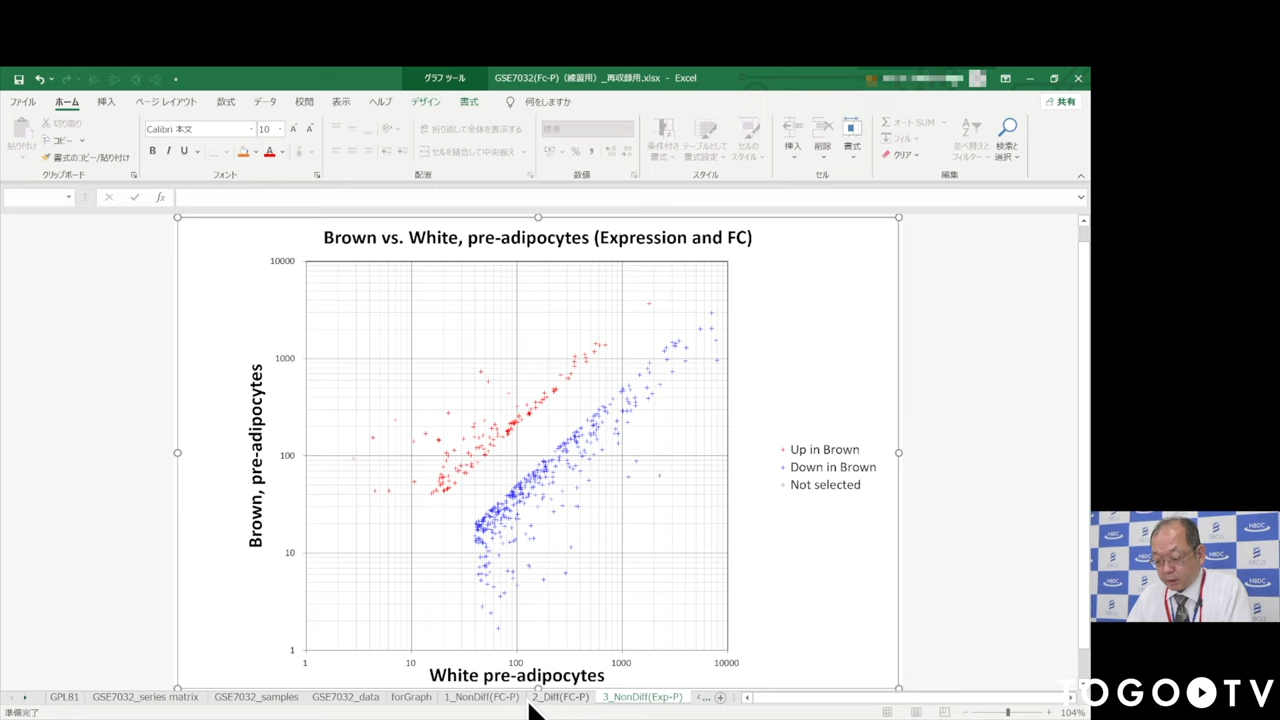 グラフ ツール
GSE7032(Fc-P)（練習用）_再収録用.xlsx - Excel
ファイル ホーム 挿入 ページ レイアウト 数式 データ 校閲 表示 ヘルプ デザイン 書式 何をしますか 共有
貼り付け
切り取り
コピー
書式のコピー/貼り付け
クリップボード
Calibri 本文 10
B I U A
フォント
折り返して全体を表示する
セルを結合して中央揃え
配置
標準
%
数値
条件付き書式
テーブルとして書式設定
セルのスタイル
スタイル
挿入 削除 書式
セル
オート SUM
フィル
クリア
並べ替えとフィルター
検索と選択
編集
fx
Brown vs. White, pre-adipocytes (Expression and FC)
Brown, pre-adipocytes
10000
1000
100
10
1
1 10 100 1000 10000
White pre-adipocytes
Up in Brown
Down in Brown
Not selected
GPL81 GSE7032_series matrix GSE7032_samples GSE7032_data forGraph 1_NonDiff(FC-P) 2_Diff(FC-P) 3_NonDiff(Exp-P) ...
準備完了
104%
NBDC
DBCLS
TOGO TV